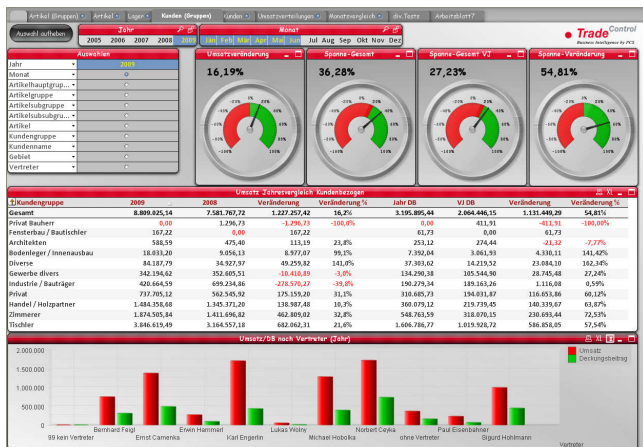 Artikel (Gruppen) Artikel Lager Kunden (Gruppen) Kunden Umsatzverteilungen Monatsvergleich div.Tests Arbeitsblatt7
Auswahl aufheben
Jahr
2005 2006 2007 2008 2009
Monat
Jan Feb Mär Apr Mai Jun Jul Aug Sep Okt Nov Dez
Trade Control
Business Intelligence by PCS
Auswahlen
Jahr 2009
Monat
Artikelhauptgrup...
Artikelgruppe
Artikelsubgruppe
Artikelsubsubgru...
Artikel
Kundengruppe
Kundenname
Gebiet
Vertreter
Umsatzveränderung
16,19%
Spanne-Gesamt
36,28%
Spanne-Gesamt VJ
27,23%
Spanne-Veränderung
54,81%
Umsatz Jahresvergleich Kundenbezogen
Kundengruppe 2009 2008 Veränderung Veränderung % Jahr DB VJ DB Veränderung Veränderung %
Gesamt 8.809.025,14 7.581.767,72 1.227.257,42 16,2% 3.195.895,44 2.064.446,15 1.131.449,29 54,81%
Privat Bauherr 0,00 1.296,73 -1.296,73 -100,0% 0,00 411,91 -411,91 -100,00%
Fensterbau / Bautischler 167,22 0,00 167,22 61,73 0,00 61,73
Architekten 588,59 475,40 113,19 23,8% 253,12 274,44 -21,32 -7,77%
Bodenleger / Innenausbau 18.033,20 9.056,13 8.977,07 99,1% 7.392,04 3.061,93 4.330,11 141,42%
Diverse 84.187,79 34.927,97 49.259,82 141,0% 37.303,62 14.219,52 23.084,10 162,34%
Gewerbe divers 342.194,62 352.605,51 -10.410,89 -3,0% 134.290,38 105.544,90 28.745,48 27,24%
Industrie / Bauträger 420.664,59 699.234,86 -278.570,27 -39,8% 190.279,34 189.163,26 1.116,08 0,59%
Privat 737.705,12 562.545,92 175.159,20 31,1% 310.685,73 194.031,87 116.653,86 60,12%
Handel / Holzpartner 1.484.358,68 1.345.371,20 138.987,48 10,3% 360.079,12 219.739,45 140.339,67 63,87%
Zimmerer 1.874.505,84 1.411.696,82 462.809,02 32,8% 548.763,59 318.070,15 230.693,44 72,53%
Tischler 3.846.619,49 3.164.557,18 682.062,31 21,6% 1.606.786,77 1.019.928,72 586.858,05 57,54%
Umsatz/DB nach Vertreter (Jahr)
2.000.000
1.500.000
1.000.000
500.000
0
Umsatz
Deckungsbeitrag
Bernhard Feigl Erwin Hammerl Lukas Wolny Norbert Ceyka Paul Eisenbahner
99 kein Vertreter Ernst Camenka Karl Engerlin Michael Hobolka ohne Vertreter Sigurd Hohlmann
Vertreter